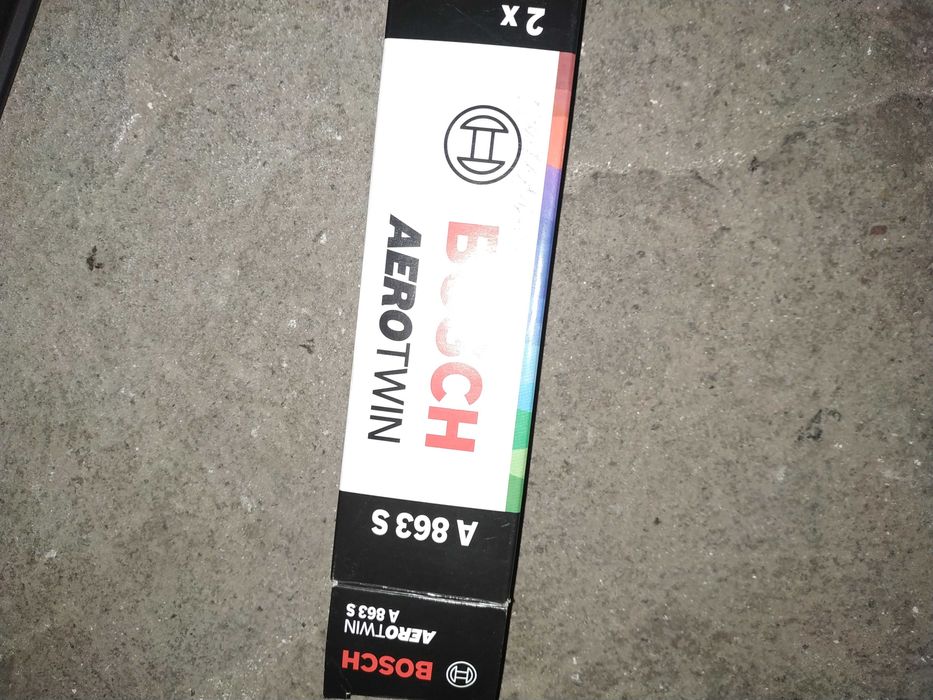 2 x
BOSCH
AEROTWIN
A 863 S
BOSCH
AEROTWIN
A 863 S